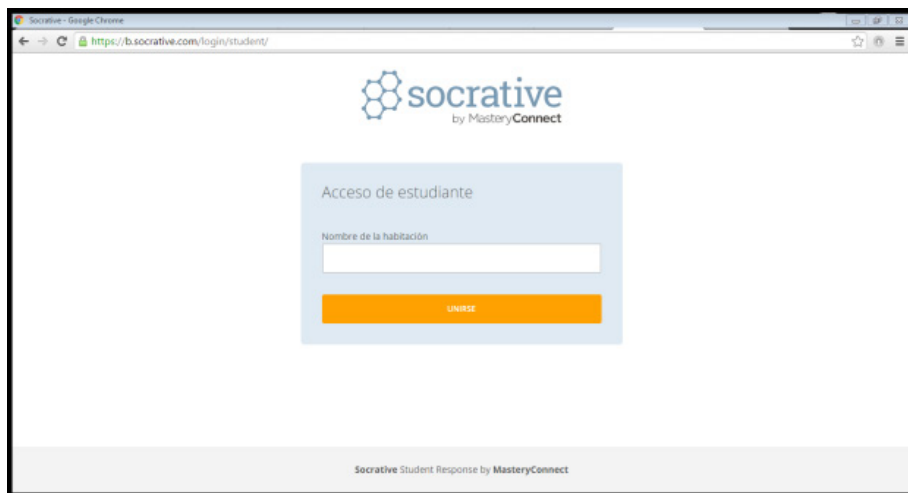 Socrative - Google Chrome
https://b.socrative.com/login/student/
socrative
by MasteryConnect
Acceso de estudiante
Nombre de la habitación
UNIRSE
Socrative Student Response by MasteryConnect